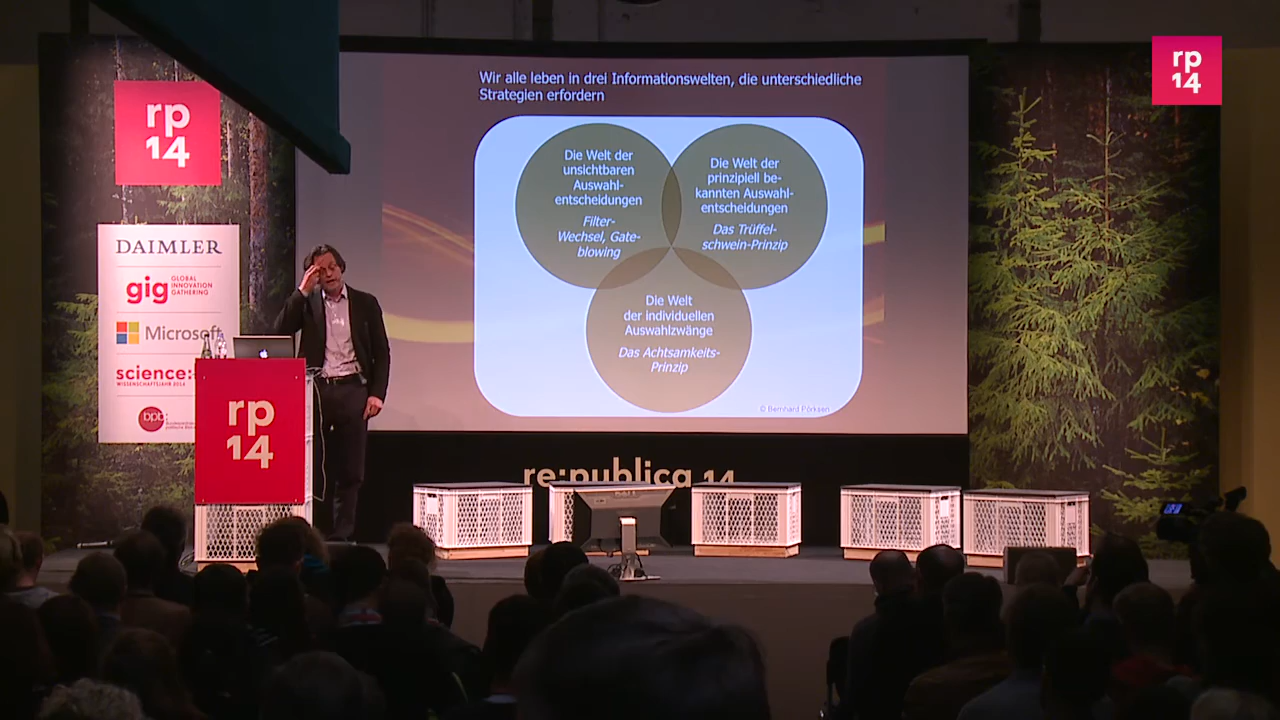 rp
14
rp
14
DAIMLER
gig GLOBAL
INNOVATION
GATHERING
Microsoft
science:
WISSENSCHAFTSJAHR 2014
bpb:
rp
14
Wir alle leben in drei Informationswelten, die unterschiedliche
Strategien erfordern
Die Welt der
unsichtbaren
Auswahl-
entscheidungen
Filter-
Wechsel, Gate-
blowing
Die Welt der
prinzipiell be-
kannten Auswahl-
entscheidungen
Das Trüffel-
schwein-Prinzip
Die Welt
der individuellen
Auswahlzwänge
Das Achtsamkeits-
Prinzip
© Bernhard Pörksen
re:publica 14